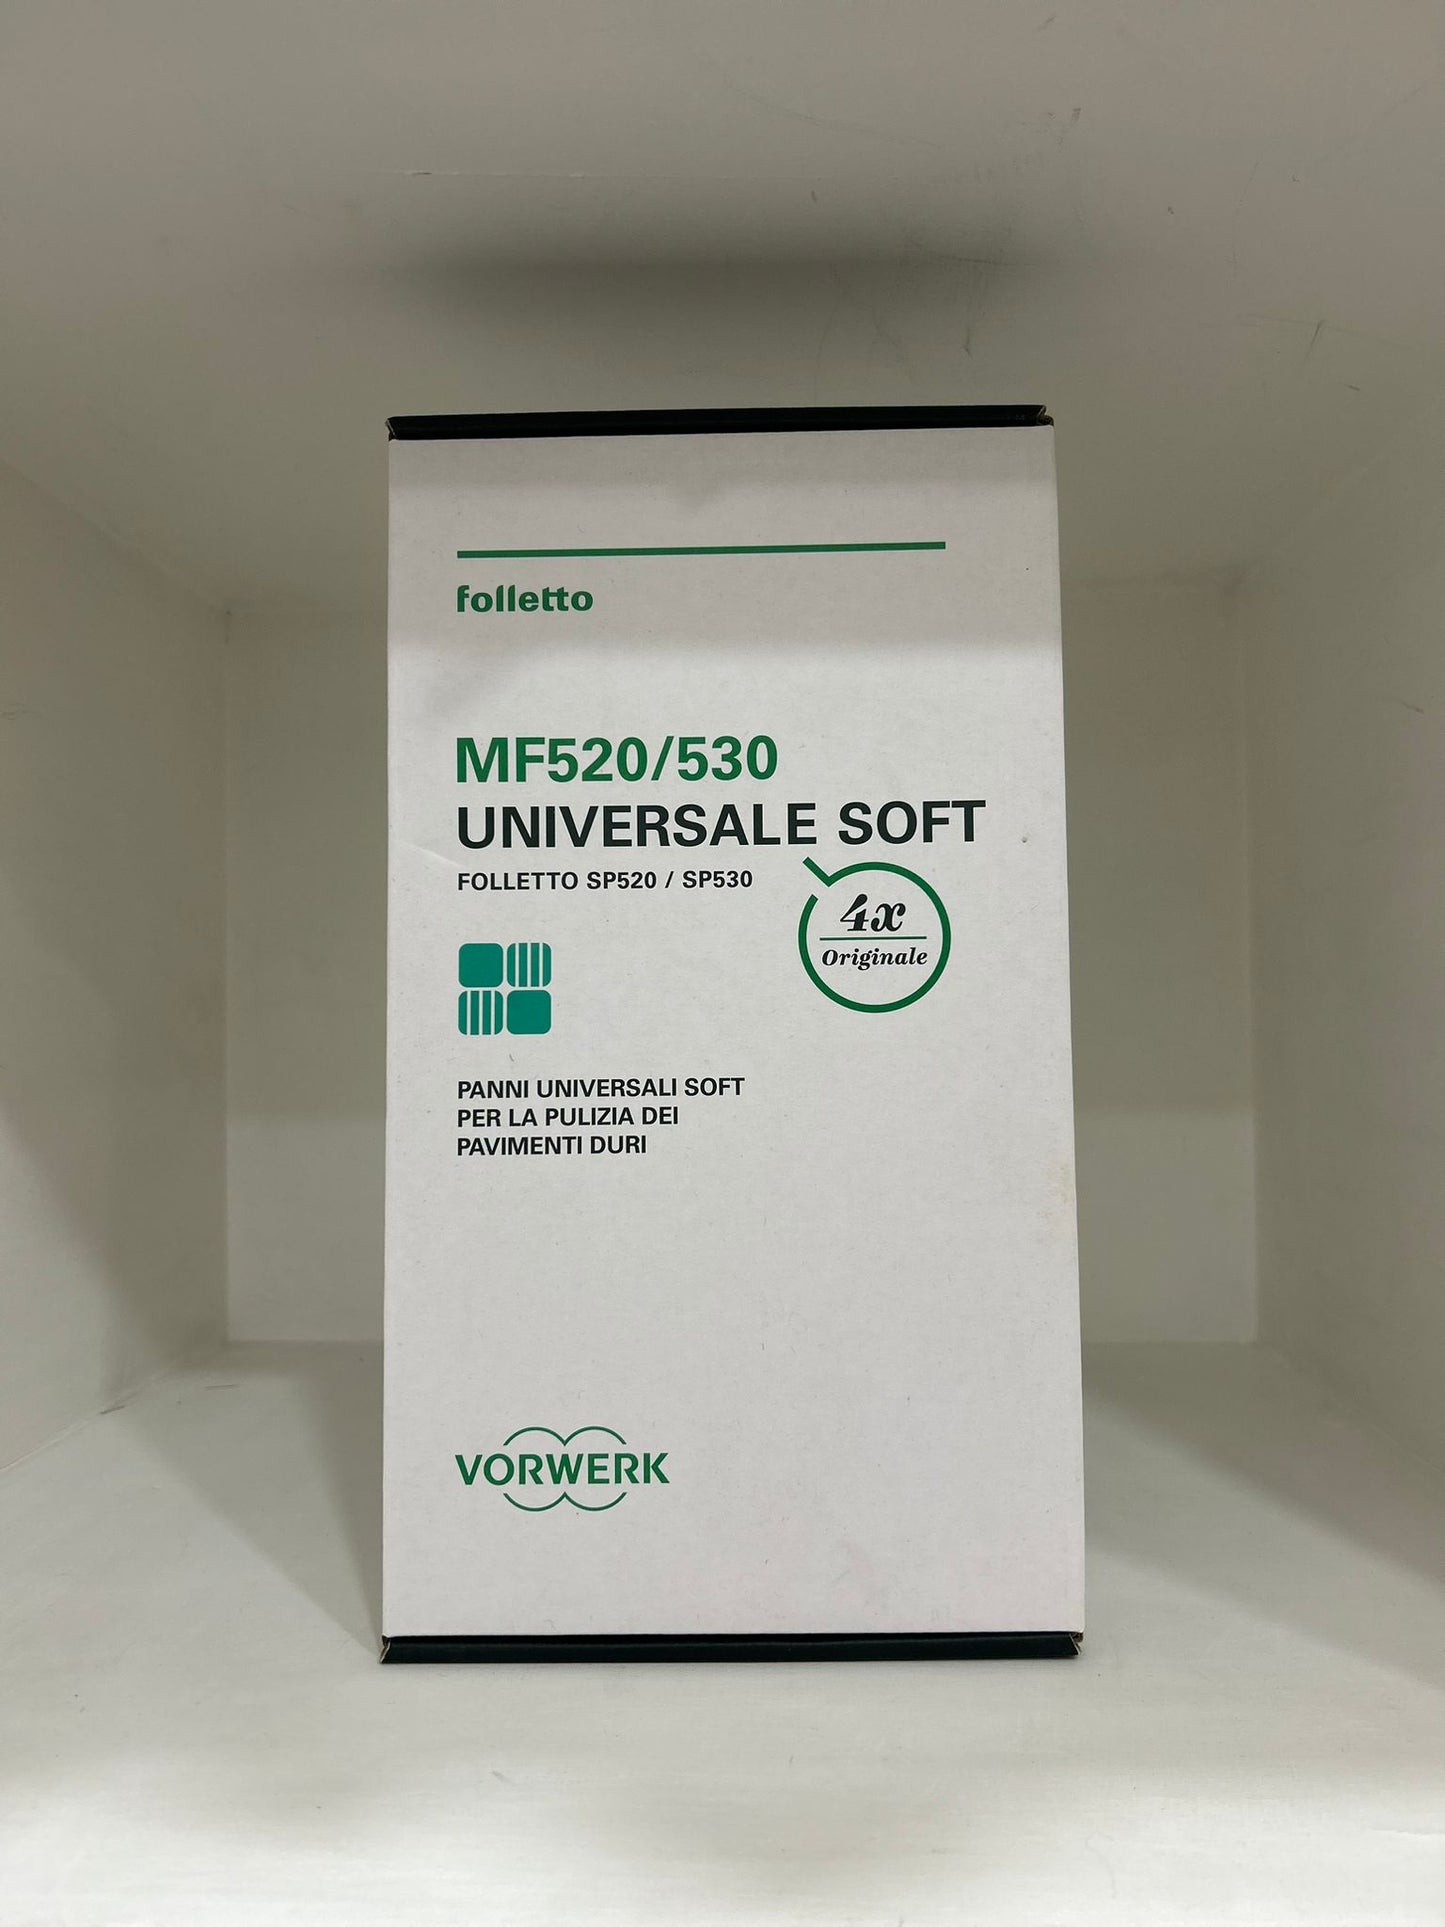 folletto
MF520/530
UNIVERSALE SOFT
FOLLETTO SP520 / SP530
4x
Originale
PANNI UNIVERSALI SOFT
PER LA PULIZIA DEI
PAVIMENTI DURI
VORWERK